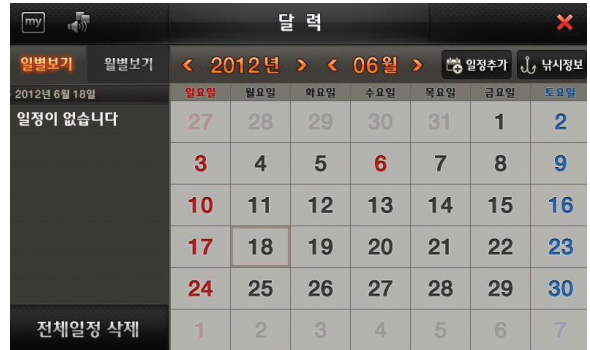 my 달 력
일별보기 월별보기 < 2012년 > < 06월 > 일정추가 낚시정보
2012년 6월 18일 일요일 월요일 화요일 수요일 목요일 금요일 토요일
일정이 없습니다 27 28 29 30 31 1 2
3 4 5 6 7 8 9
10 11 12 13 14 15 16
17 18 19 20 21 22 23
24 25 26 27 28 29 30
전체일정 삭제 1 2 3 4 5 6 7